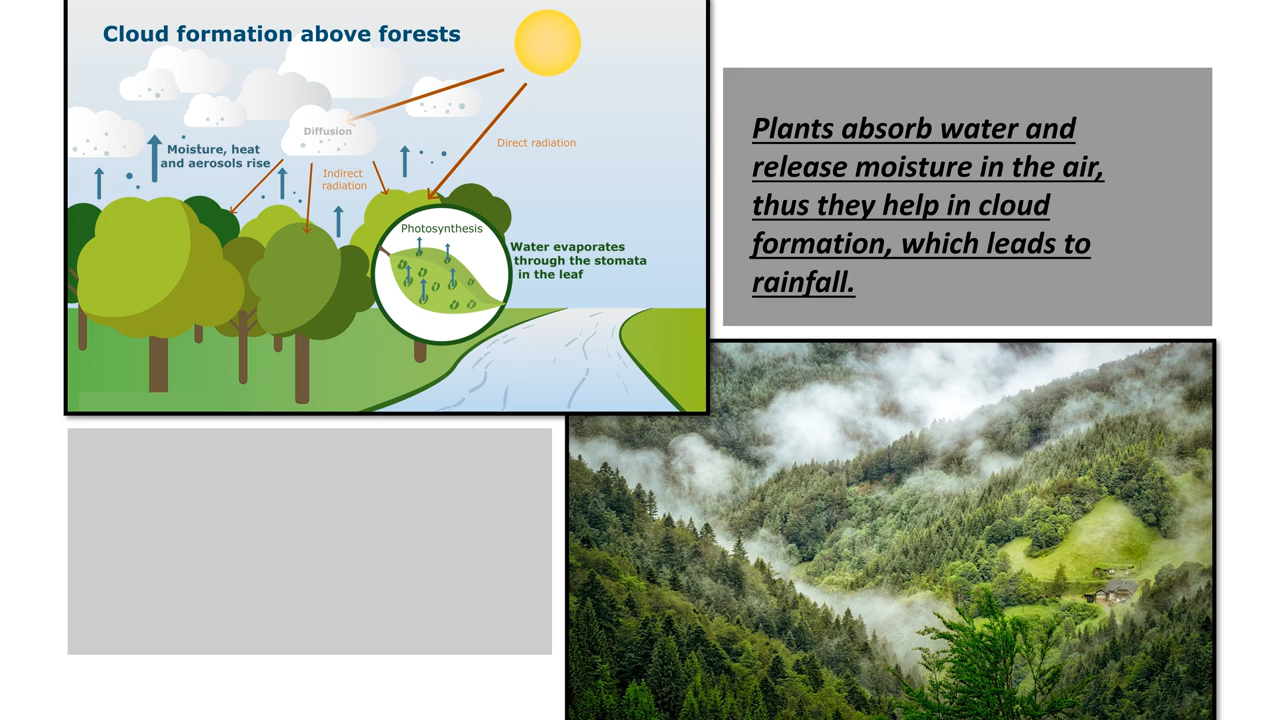 Cloud formation above forests
Diffusion
Moisture, heat
and aerosols rise
Indirect
radiation
Direct radiation
Photosynthesis
Water evaporates
through the stomata
in the leaf
Plants absorb water and
release moisture in the air,
thus they help in cloud
formation, which leads to
rainfall.